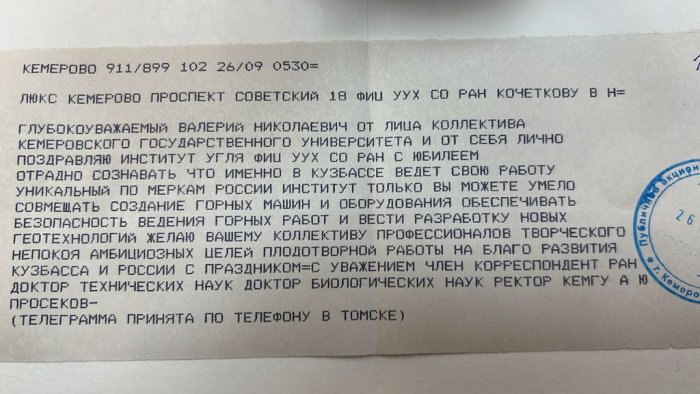 КЕМЕРОВО 911/899 102 26/09 0530=
ЛЮКС КЕМЕРОВО ПРОСПЕКТ СОВЕТСКИЙ 18 ФИЦ УУХ СО РАН КОЧЕТКОВУ В Н=
ГЛУБОКОУВАЖАЕМЫЙ ВАЛЕРИЙ НИКОЛАЕВИЧ ОТ ЛИЦА КОЛЛЕКТИВА
КЕМЕРОВСКОГО ГОСУДАРСТВЕННОГО УНИВЕРСИТЕТА И ОТ СЕБЯ ЛИЧНО
ПОЗДРАВЛЯЮ ИНСТИТУТ УГЛЯ ФИЦ УУХ СО РАН С ЮБИЛЕЕМ
ОТРАДНО СОЗНАВАТЬ ЧТО ИМЕННО В КУЗБАССЕ ВЕДЕТ СВОЮ РАБОТУ
УНИКАЛЬНЫЙ ПО МЕРКАМ РОССИИ ИНСТИТУТ ТОЛЬКО ВЫ МОЖЕТЕ УМЕЛО
СОВМЕЩАТЬ СОЗДАНИЕ ГОРНЫХ МАШИН И ОБОРУДОВАНИЯ ОБЕСПЕЧИВАТЬ
БЕЗОПАСНОСТЬ ВЕДЕНИЯ ГОРНЫХ РАБОТ И ВЕСТИ РАЗРАБОТКУ НОВЫХ
ГЕОТЕХНОЛОГИЙ ЖЕЛАЮ ВАШЕМУ КОЛЛЕКТИВУ ПРОФЕССИОНАЛОВ ТВОРЧЕСКОГО
НЕПОКОЯ АМБИЦИОЗНЫХ ЦЕЛЕЙ ПЛОДОТВОРНОЙ РАБОТЫ НА БЛАГО РАЗВИТИЯ
КУЗБАССА И РОССИИ С ПРАЗДНИКОМ=С УВАЖЕНИЕМ ЧЛЕН КОРРЕСПОНДЕНТ РАН
ДОКТОР ТЕХНИЧЕСКИХ НАУК ДОКТОР БИОЛОГИЧЕСКИХ НАУК РЕКТОР КЕМГУ А Ю
ПРОСЕКОВ-
(ТЕЛЕГРАММА ПРИНЯТА ПО ТЕЛЕФОНУ В ТОМСКЕ)
Публичное
26
* г. Кемеро